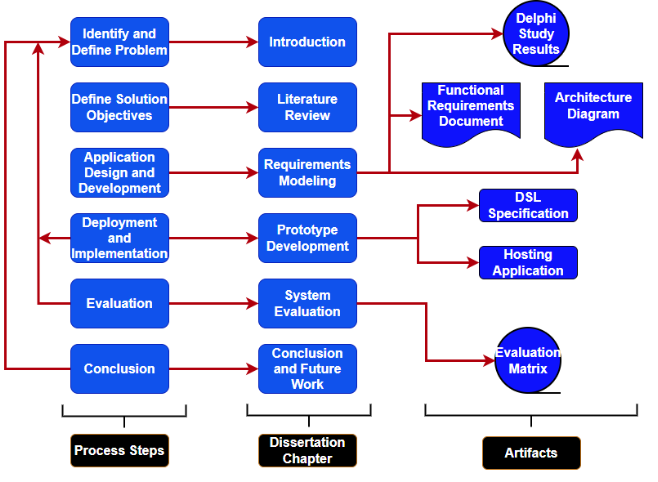 Identify and
Define Problem
Introduction
Delphi
Study
Results
Define Solution
Objectives
Literature
Review
Functional
Requirements
Document
Architecture
Diagram
Application
Design and
Development
Requirements
Modeling
Deployment
and
Implementation
Prototype
Development
DSL
Specification
Hosting
Application
Evaluation
System
Evaluation
Evaluation
Matrix
Conclusion
Conclusion
and Future
Work
Process Steps
Dissertation
Chapter
Artifacts